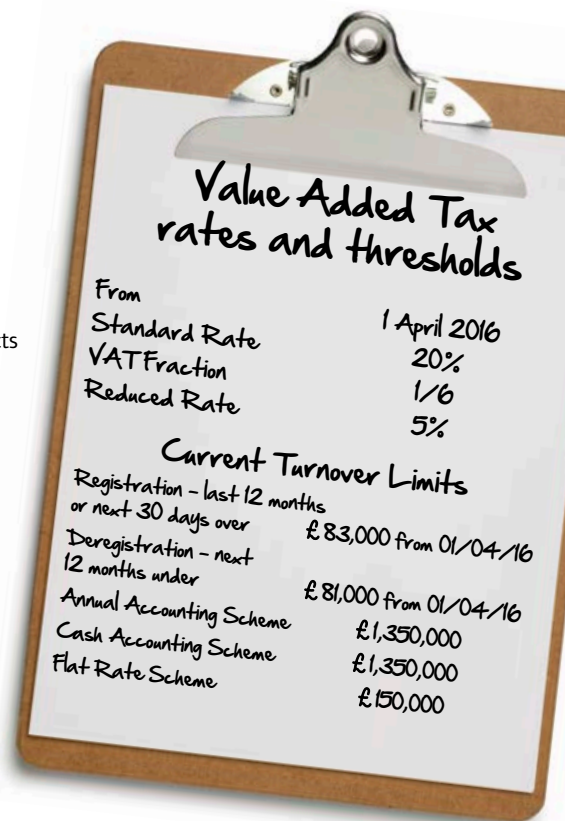 Value Added Tax
rates and thresholds
From 1 April 2016
Standard Rate 20%
VAT Fraction 1/6
Reduced Rate 5%
Current Turnover Limits
Registration – last 12 months
or next 30 days over £83,000 from 01/04/16
Deregistration – next
12 months under £81,000 from 01/04/16
Annual Accounting Scheme £1,350,000
Cash Accounting Scheme £1,350,000
Flat Rate Scheme £150,000